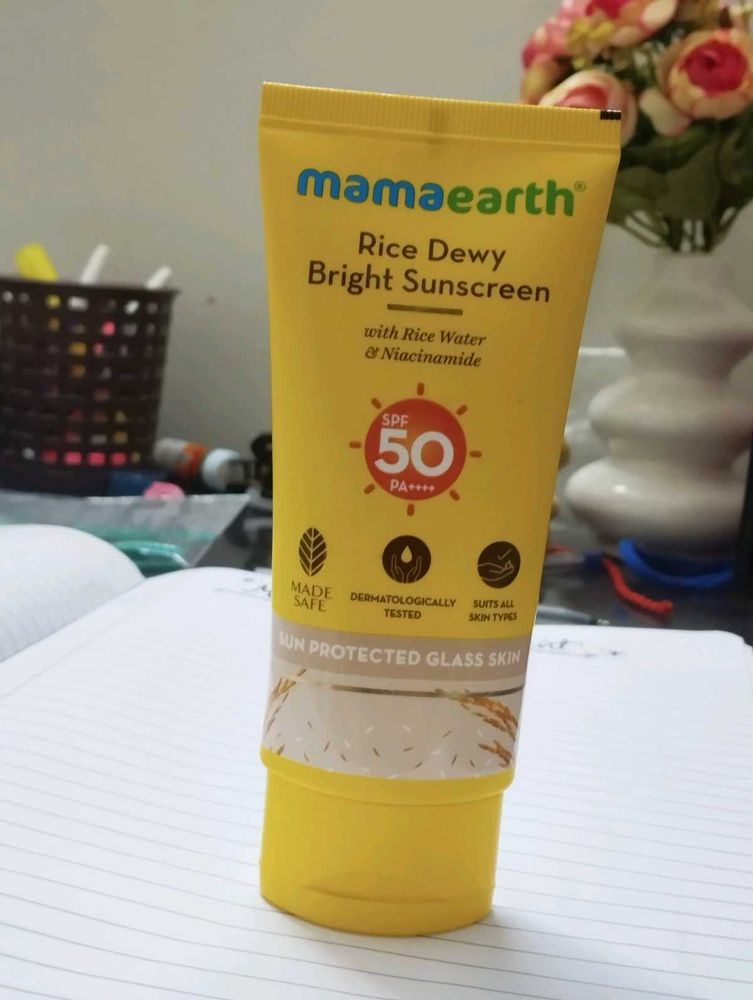 mamaearth®
Rice Dewy
Bright Sunscreen
with Rice Water
& Niacinamide
SPF
50
PA++++
MADE
SAFE
DERMATOLOGICALLY
TESTED
SUITS ALL
SKIN TYPES
SUN PROTECTED GLASS SKIN